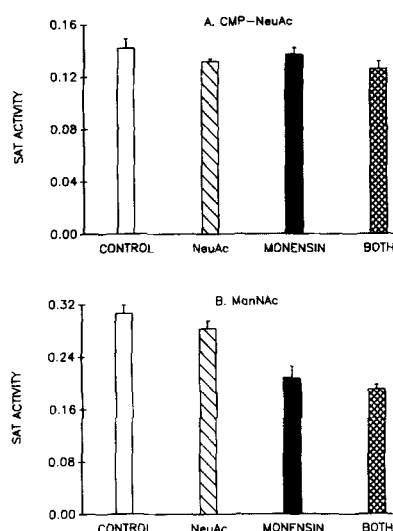 A. CMP-NeuAc
0.16
0.12
0.08
0.04
0.00
SAT ACTIVITY
CONTROL NeuAc MONENSIN BOTH
B. ManNAc
0.32
0.24
0.16
0.08
0.00
SAT ACTIVITY
CONTROL NeuAc MONENSIN BOTH